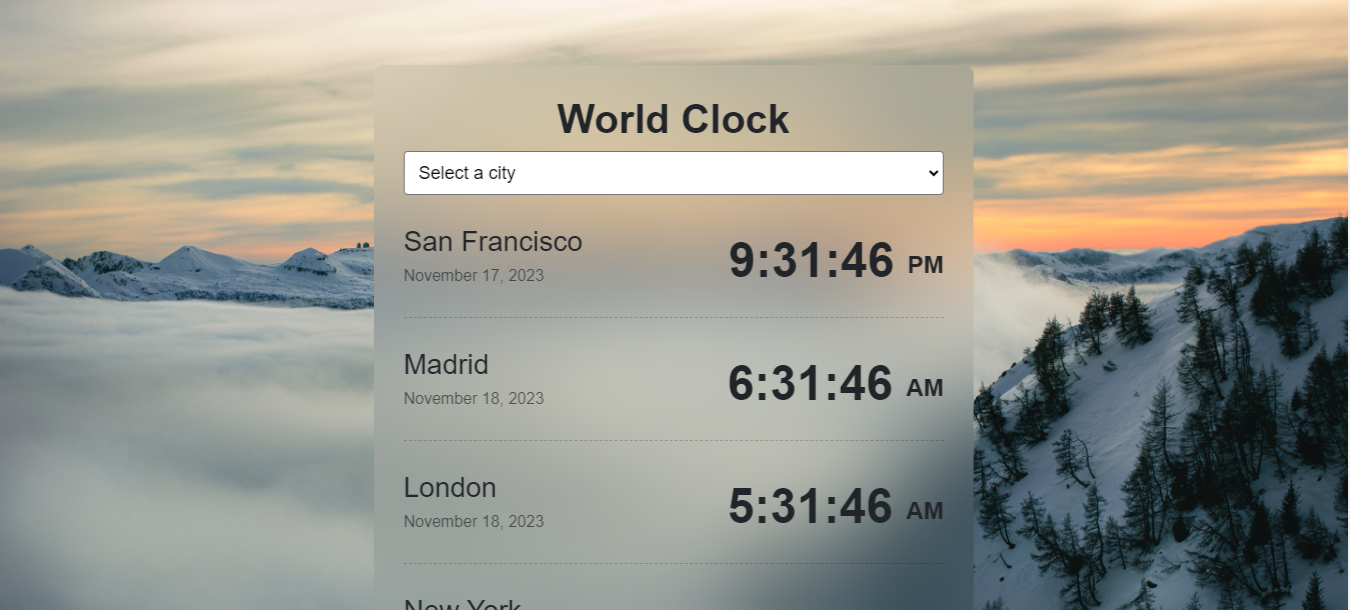 World Clock
Select a city
San Francisco
November 17, 2023
9:31:46 PM
Madrid
November 18, 2023
6:31:46 AM
London
November 18, 2023
5:31:46 AM
New York